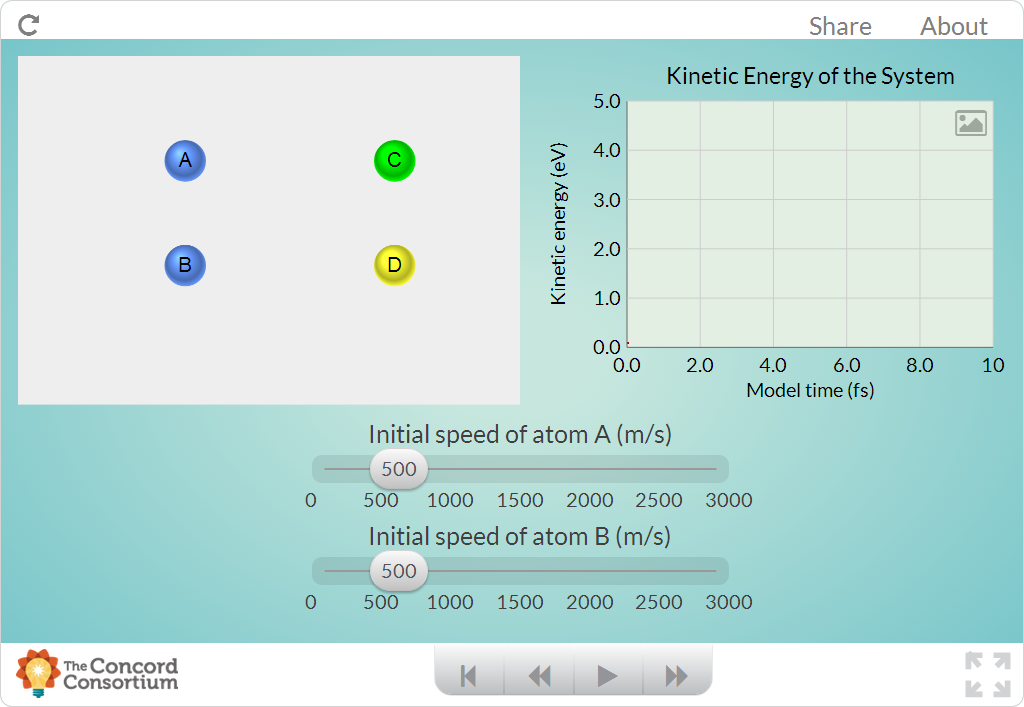 Share About
A
C
B
D
Kinetic Energy of the System
Kinetic energy (eV)
5.0
4.0
3.0
2.0
1.0
0.0
0.0 2.0 4.0 6.0 8.0 10
Model time (fs)
Initial speed of atom A (m/s)
500
0 500 1000 1500 2000 2500 3000
Initial speed of atom B (m/s)
500
0 500 1000 1500 2000 2500 3000
The Concord
Consortium